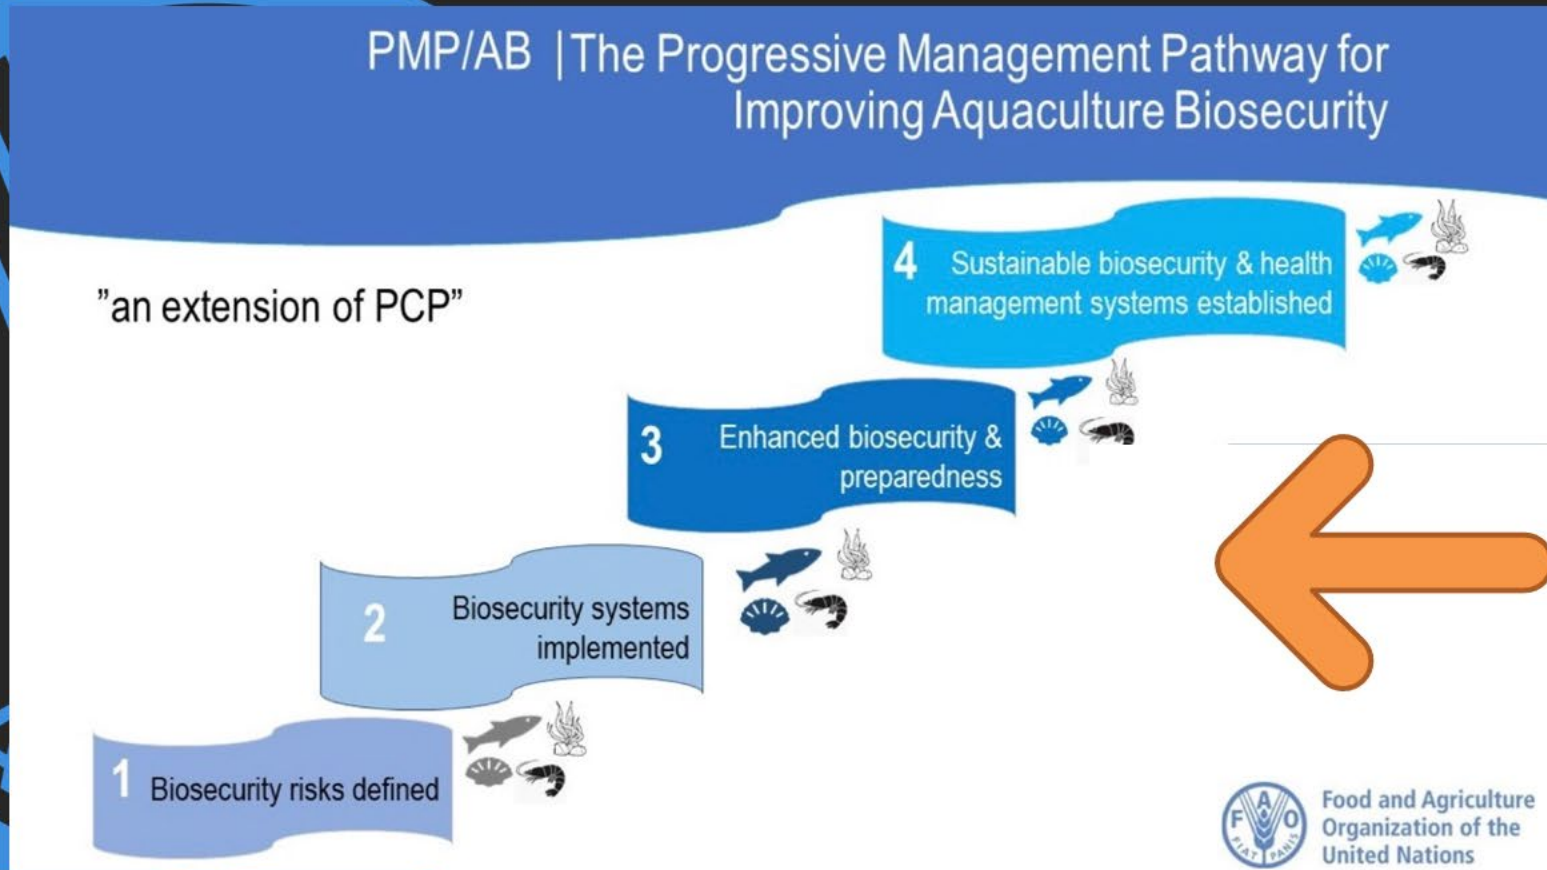 PMP/AB | The Progressive Management Pathway for
Improving Aquaculture Biosecurity
”an extension of PCP”
4 Sustainable biosecurity & health
management systems established
3 Enhanced biosecurity &
preparedness
2 Biosecurity systems
implemented
1 Biosecurity risks defined
F A O
FIAT PANIS
Food and Agriculture
Organization of the
United Nations